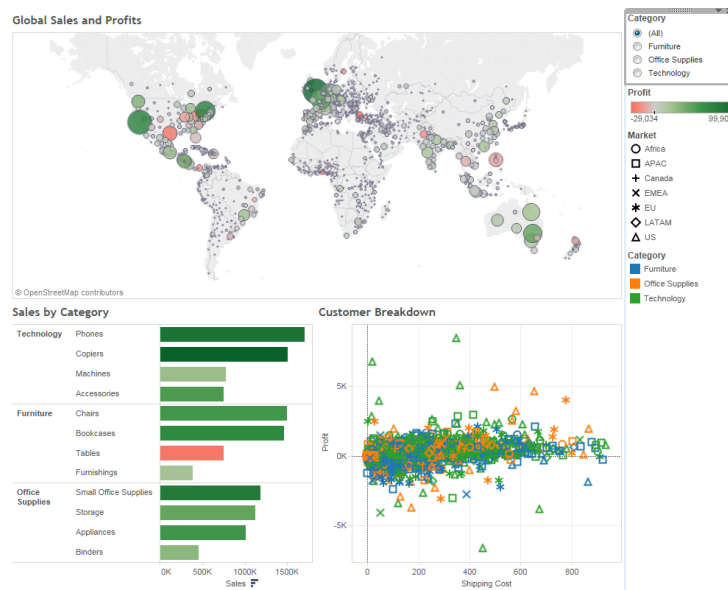 Global Sales and Profits
© OpenStreetMap contributors
Category
(All)
Furniture
Office Supplies
Technology
Profit
-29,034 99,90
Market
Africa
APAC
Canada
EMEA
EU
LATAM
US
Category
Furniture
Office Supplies
Technology
Sales by Category
Technology Phones
Copiers
Machines
Accessories
Furniture Chairs
Bookcases
Tables
Furnishings
Office Supplies Small Office Supplies
Storage
Appliances
Binders
0K 500K 1000K 1500K
Sales
Customer Breakdown
Profit
5K
0K
-5K
0 200 400 600 800
Shipping Cost